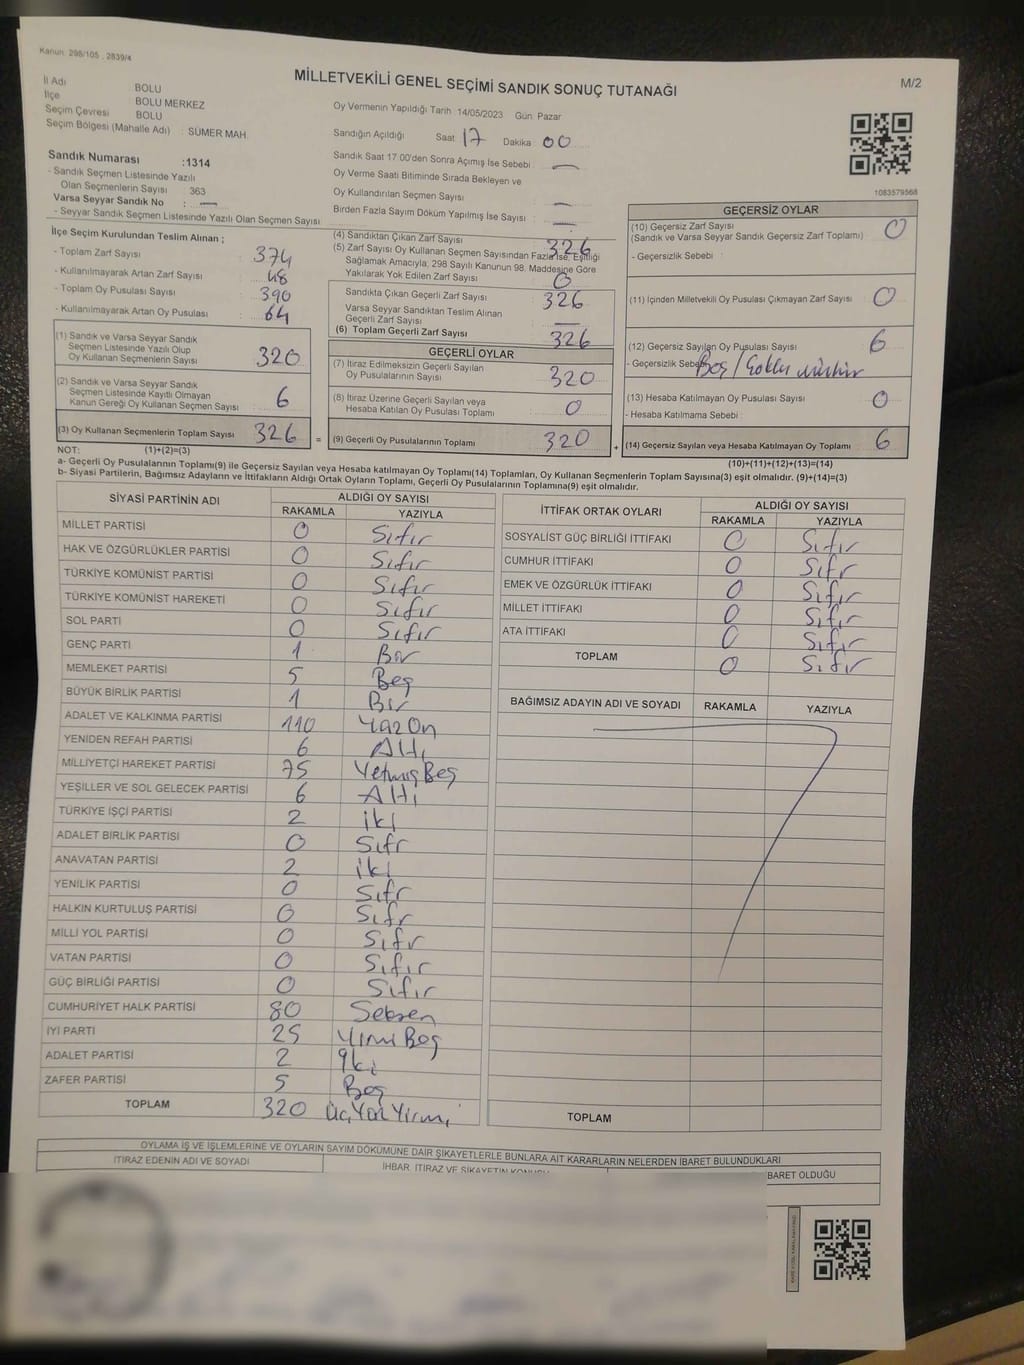 Kanun: 298/105 , 2839/4
MİLLETVEKİLİ GENEL SEÇİMİ SANDIK SONUÇ TUTANAĞI
M/2
İl Adı BOLU
İlçe BOLU MERKEZ
Seçim Çevresi BOLU
Seçim Bölgesi (Mahalle Adı) : SÜMER MAH.
Oy Vermenin Yapıldığı Tarih 14/05/2023 Gün: Pazar
Sandığın Açıldığı Saat 17 Dakika 00
Sandık Saat 17 00'den Sonra Açımış İse Sebebi : —
Oy Verme Saati Bitiminde Sırada Bekleyen ve
Oy Kullandırılan Seçmen Sayısı : —
Birden Fazla Sayım Döküm Yapılmış İse Sayısı : —
1083579568
Sandık Numarası :1314
- Sandık Seçmen Listesinde Yazılı
Olan Seçmenlerin Sayısı : 363
Varsa Seyyar Sandık No : —
- Seyyar Sandık Seçmen Listesinde Yazılı Olan Seçmen Sayısı
İlçe Seçim Kurulundan Teslim Alınan ;
- Toplam Zarf Sayısı : 374
- Kullanılmayarak Artan Zarf Sayısı : 48
- Toplam Oy Pusulası Sayısı : 390
- Kullanılmayarak Artan Oy Pusulası : 64
(1) Sandık ve Varsa Seyyar Sandık
Seçmen Listesinde Yazılı Olup
Oy Kullanan Seçmenlerin Sayısı : 320
(2) Sandık ve Varsa Seyyar Sandık
Seçmen Listesinde Kayıtlı Olmayan
Kanun Gereği Oy Kullanan Seçmen Sayısı : 6
(3) Oy Kullanan Seçmenlerin Toplam Sayısı : 326
(4) Sandıktan Çıkan Zarf Sayısı : 326
(5) Zarf Sayısı Oy Kullanan Seçmen Sayısından Fazla İse, Eşitliği
Sağlamak Amacıyla, 298 Sayılı Kanunun 98. Maddesine Göre
Yakılarak Yok Edilen Zarf Sayısı : 0
Sandıkta Çıkan Geçerli Zarf Sayısı : 326
Varsa Seyyar Sandıktan Teslim Alınan
Geçerli Zarf Sayısı : —
(6) Toplam Geçerli Zarf Sayısı : 326
GEÇERLİ OYLAR
(7) İtiraz Edilmeksizin Geçerli Sayılan
Oy Pusulalarının Sayısı : 320
(8) İtiraz Üzerine Geçerli Sayılan veya
Hesaba Katılan Oy Pusulası Toplamı : 0
= (9) Geçerli Oy Pusulalarının Toplamı : 320
GEÇERSİZ OYLAR
(10) Geçersiz Zarf Sayısı : 0
(Sandık ve Varsa Seyyar Sandık Geçersiz Zarf Toplamı)
- Geçersizlik Sebebi :
(11) İçinden Milletvekili Oy Pusulası Çıkmayan Zarf Sayısı : 0
(12) Geçersiz Sayılan Oy Pusulası Sayısı : 6
- Geçersizlik Sebebi Boş /
(13) Hesaba Katılmayan Oy Pusulası Sayısı : 0
- Hesaba Katılmama Sebebi :
+ (14) Geçersiz Sayılan veya Hesaba Katılmayan Oy Toplamı : 6
NOT: (1)+(2)=(3)
(10)+(11)+(12)+(13)=(14)
a- Geçerli Oy Pusulalarının Toplamı(9) ile Geçersiz Sayılan veya Hesaba katılmayan Oy Toplamı(14) Toplamları, Oy Kullanan Seçmenlerin Toplam Sayısına(3) eşit olmalıdır. (9)+(14)=(3)
b- Siyasi Partilerin, Bağımsız Adayların ve İttifakların Aldığı Ortak Oyların Toplamı, Geçerli Oy Pusulalarının Toplamına(9) eşit olmalıdır.
SİYASİ PARTİNİN ADI ALDIĞI OY SAYISI
RAKAMLA YAZIYLA
MİLLET PARTİSİ 0 Sıfır
HAK VE ÖZGÜRLÜKLER PARTİSİ 0 Sıfır
TÜRKİYE KOMÜNİST PARTİSİ 0 Sıfır
TÜRKİYE KOMÜNİST HAREKETİ 0 Sıfır
SOL PARTİ 0 Sıfır
GENÇ PARTİ 1 Bir
MEMLEKET PARTİSİ 5 Beş
BÜYÜK BİRLİK PARTİSİ 1 Bir
ADALET VE KALKINMA PARTİSİ 110 YüzOn
YENİDEN REFAH PARTİSİ 6 Altı
MİLLİYETÇİ HAREKET PARTİSİ 75 YetmişBeş
YEŞİLLER VE SOL GELECEK PARTİSİ 6 Altı
TÜRKİYE İŞÇİ PARTİSİ 2 iki
ADALET BİRLİK PARTİSİ 0 Sıfır
ANAVATAN PARTİSİ 2 iki
YENİLİK PARTİSİ 0 Sıfır
HALKIN KURTULUŞ PARTİSİ 0 Sıfır
MİLLİ YOL PARTİSİ 0 Sıfır
VATAN PARTİSİ 0 Sıfır
GÜÇ BİRLİĞİ PARTİSİ 0 Sıfır
CUMHURİYET HALK PARTİSİ 80 Seksen
İYİ PARTİ 25 YirmiBeş
ADALET PARTİSİ 2 İki
ZAFER PARTİSİ 5 Beş
TOPLAM 320 ÜçYüzYirmi
İTTİFAK ORTAK OYLARI ALDIĞI OY SAYISI
RAKAMLA YAZIYLA
SOSYALİST GÜÇ BİRLİĞİ İTTİFAKI 0 Sıfır
CUMHUR İTTİFAKI 0 Sıfır
EMEK VE ÖZGÜRLÜK İTTİFAKI 0 Sıfır
MİLLET İTTİFAKI 0 Sıfır
ATA İTTİFAKI 0 Sıfır
TOPLAM 0 Sıfır
BAĞIMSIZ ADAYIN ADI VE SOYADI RAKAMLA YAZIYLA
TOPLAM
OYLAMA İŞ VE İŞLEMLERİNE VE OYLARIN SAYIM DÖKÜMÜNE DAİR ŞİKAYETLERLE BUNLARA AİT KARARLARIN NELERDEN İBARET BULUNDUKLARI
İTİRAZ EDENİN ADI VE SOYADI İHBAR, İTİRAZ VE ŞİKAYETİN KONUSU BARET OLDUĞU